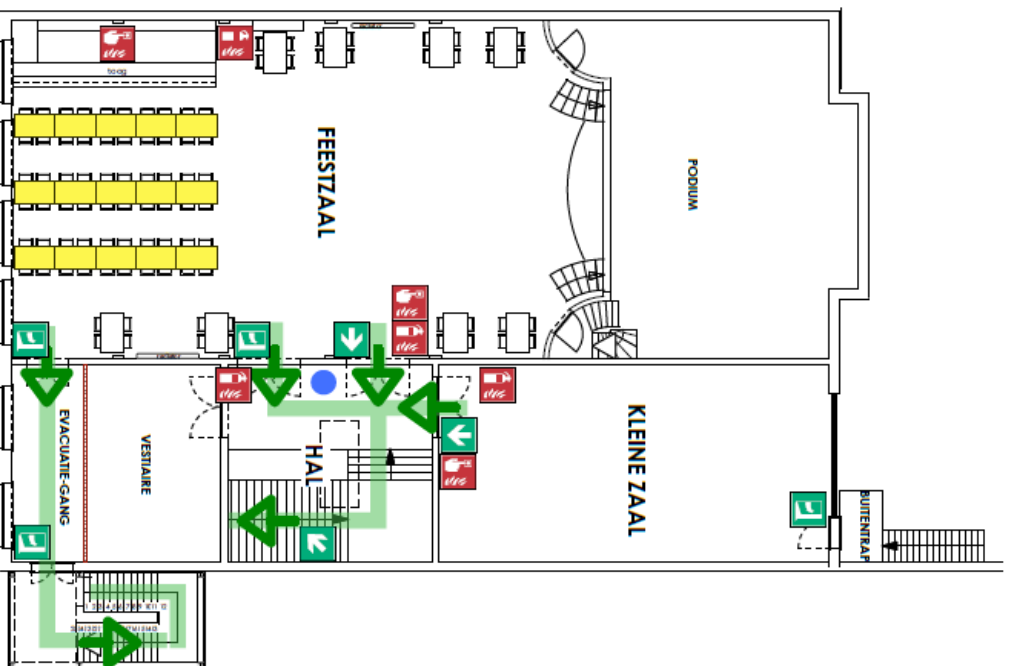 toog
FEESTZAAL
PODIUM
EVACUATIE-GANG
VESTIAIRE
HAL
KLEINE ZAAL
BUITENTRAP